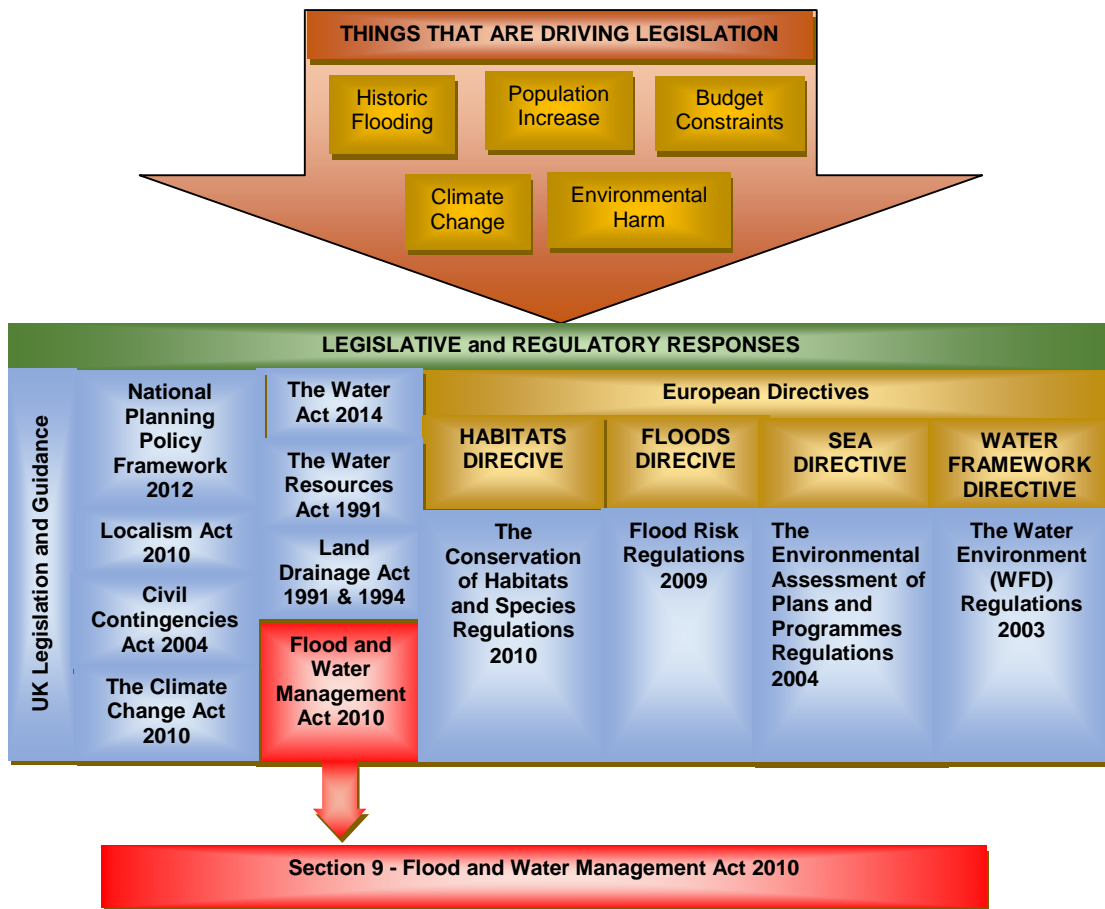 THINGS THAT ARE DRIVING LEGISLATION
Historic
Flooding
Population
Increase
Budget
Constraints
Climate
Change
Environmental
Harm
LEGISLATIVE and REGULATORY RESPONSES
UK Legislation and Guidance
National
Planning
Policy
Framework
2012
Localism Act
2010
Civil
Contingencies
Act 2004
The Climate
Change Act
2010
The Water
Act 2014
The Water
Resources
Act 1991
Land
Drainage Act
1991 & 1994
Flood and
Water
Management
Act 2010
European Directives
HABITATS
DIRECIVE
The
Conservation
of Habitats
and Species
Regulations
2010
FLOODS
DIRECIVE
Flood Risk
Regulations
2009
SEA
DIRECTIVE
The
Environmental
Assessment of
Plans and
Programmes
Regulations
2004
WATER
FRAMEWORK
DIRECTIVE
The Water
Environment
(WFD)
Regulations
2003
Section 9 - Flood and Water Management Act 2010